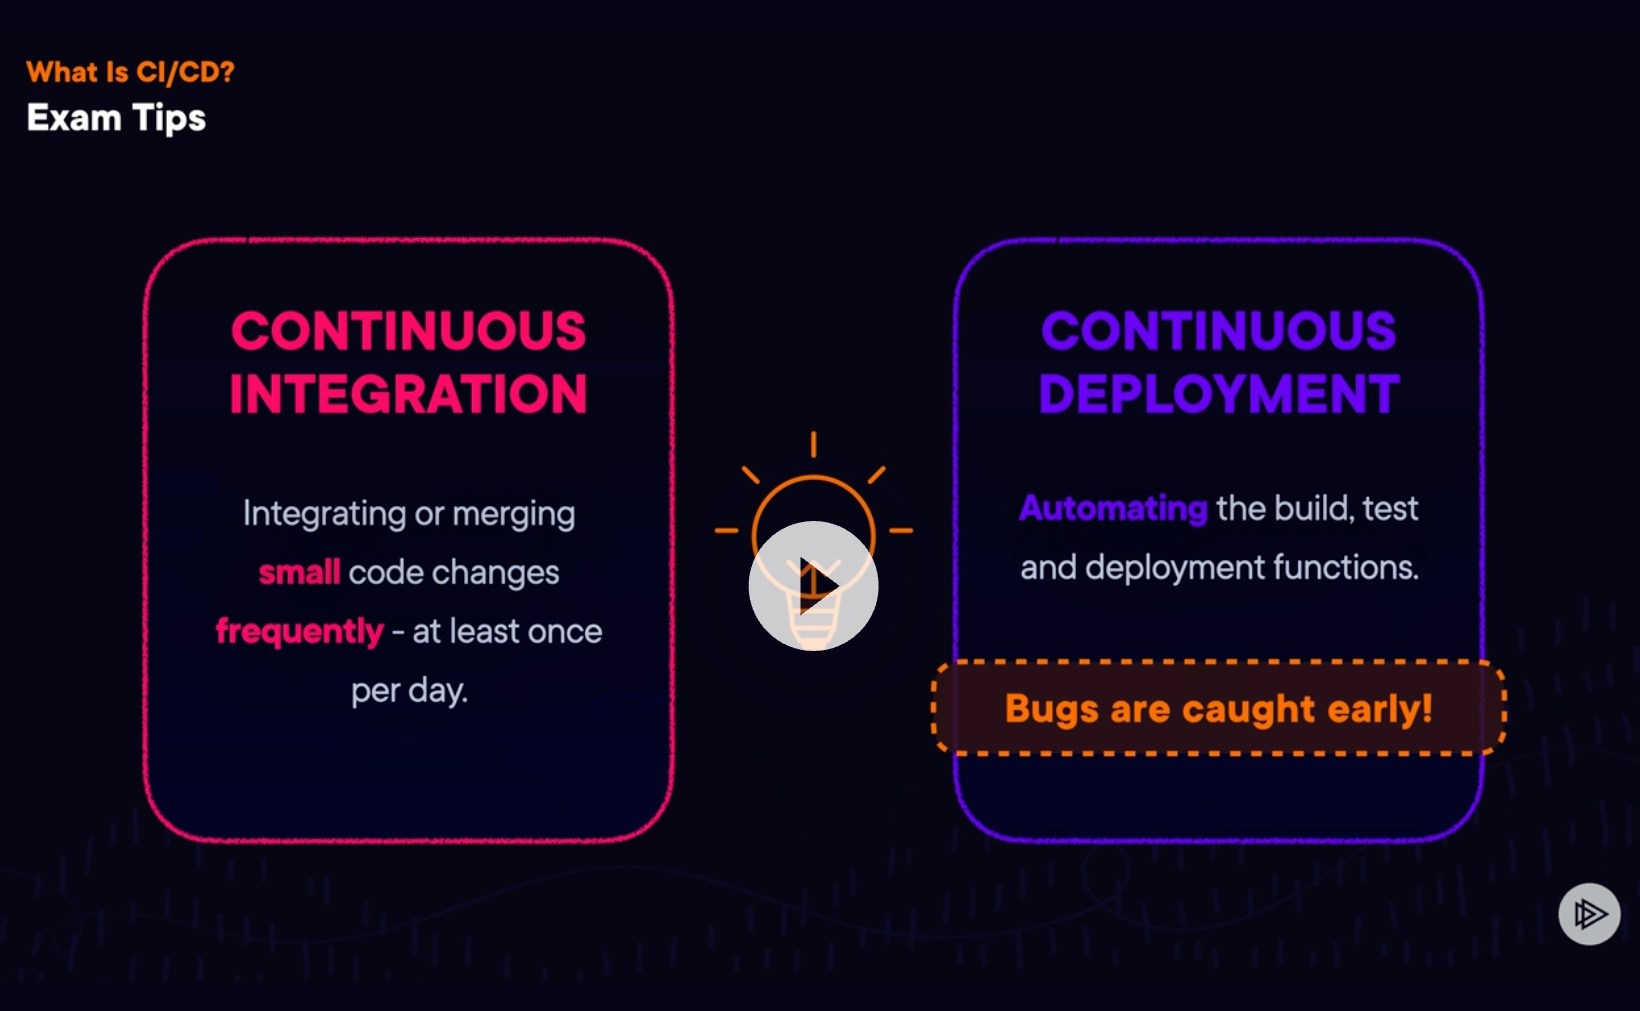 What Is CI/CD?
Exam Tips
CONTINUOUS
INTEGRATION
Integrating or merging
small code changes
frequently - at least once
per day.
CONTINUOUS
DEPLOYMENT
Automating the build, test
and deployment functions.
Bugs are caught early!